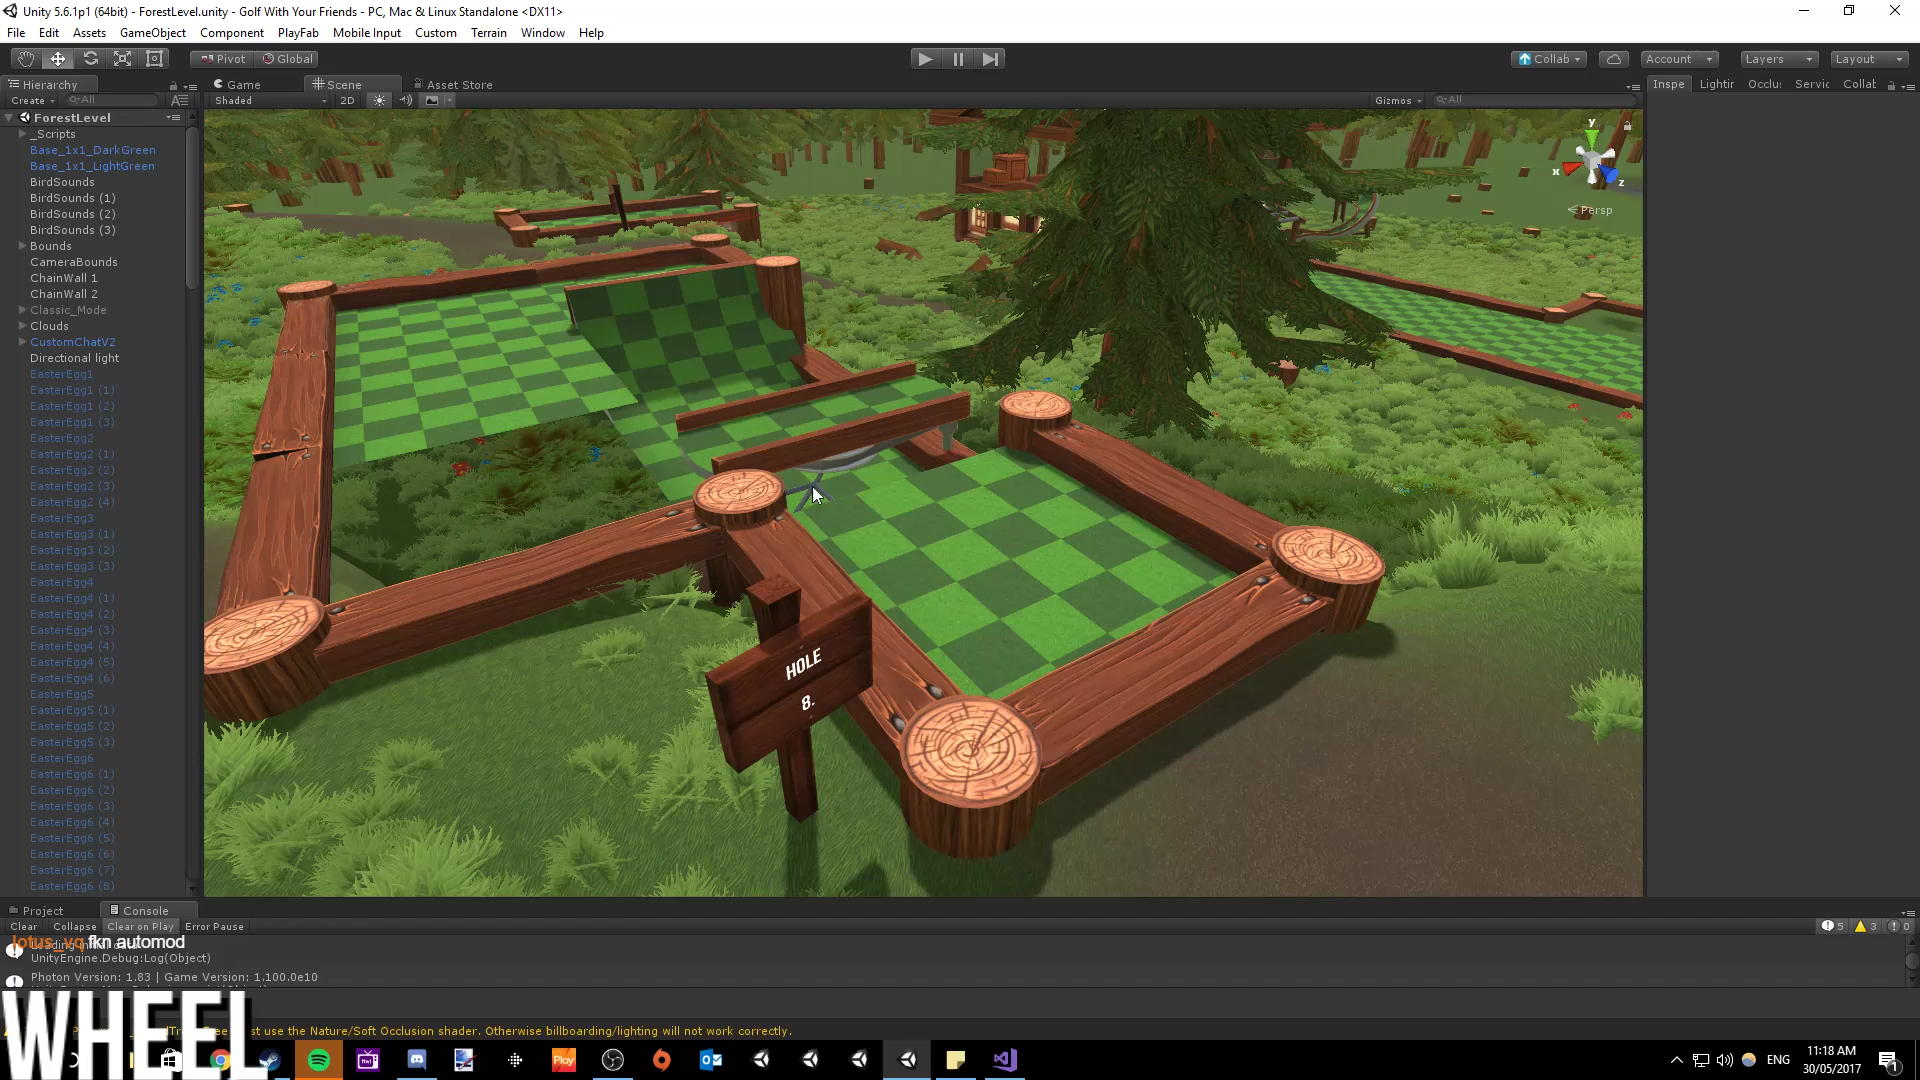 Unity 5.6.1p1 (64bit) - ForestLevel.unity - Golf With Your Friends - PC, Mac & Linux Standalone <DX11>
File Edit Assets GameObject Component PlayFab Mobile Input Custom Terrain Window Help
Pivot Global Collab Account Layers Layout
Hierarchy Game Scene Asset Store Inspe Lightin Occlu Servic Collab
Create All Shaded 2D Gizmos All
ForestLevel
_Scripts
Base_1x1_DarkGreen
Base_1x1_LightGreen
BirdSounds
BirdSounds (1)
BirdSounds (2)
BirdSounds (3)
Bounds
CameraBounds
ChainWall 1
ChainWall 2
Classic_Mode
Clouds
CustomChatV2
Directional light
EasterEgg1
EasterEgg1 (1)
EasterEgg1 (2)
EasterEgg1 (3)
EasterEgg2
EasterEgg2 (1)
EasterEgg2 (2)
EasterEgg2 (3)
EasterEgg2 (4)
EasterEgg3
EasterEgg3 (1)
EasterEgg3 (2)
EasterEgg3 (3)
EasterEgg4
EasterEgg4 (1)
EasterEgg4 (2)
EasterEgg4 (3)
EasterEgg4 (4)
EasterEgg4 (5)
EasterEgg4 (6)
EasterEgg5
EasterEgg5 (1)
EasterEgg5 (2)
EasterEgg5 (3)
EasterEgg6
EasterEgg6 (1)
EasterEgg6 (2)
EasterEgg6 (3)
EasterEgg6 (4)
EasterEgg6 (5)
EasterEgg6 (6)
EasterEgg6 (7)
EasterEgg6 (8)
y
x
z
Persp
HOLE
8.
Project Console
Clear Collapse Clear on Play Error Pause 5 3 0
lotus_vq fkn automod
UnityEngine.Debug:Log(Object)
Photon Version: 1.83 | Game Version: 1.100.0e10
use the Nature/Soft Occlusion shader. Otherwise billboarding/lighting will not work correctly.
WHEEL
Play
ENG
11:18 AM
30/05/2017
1